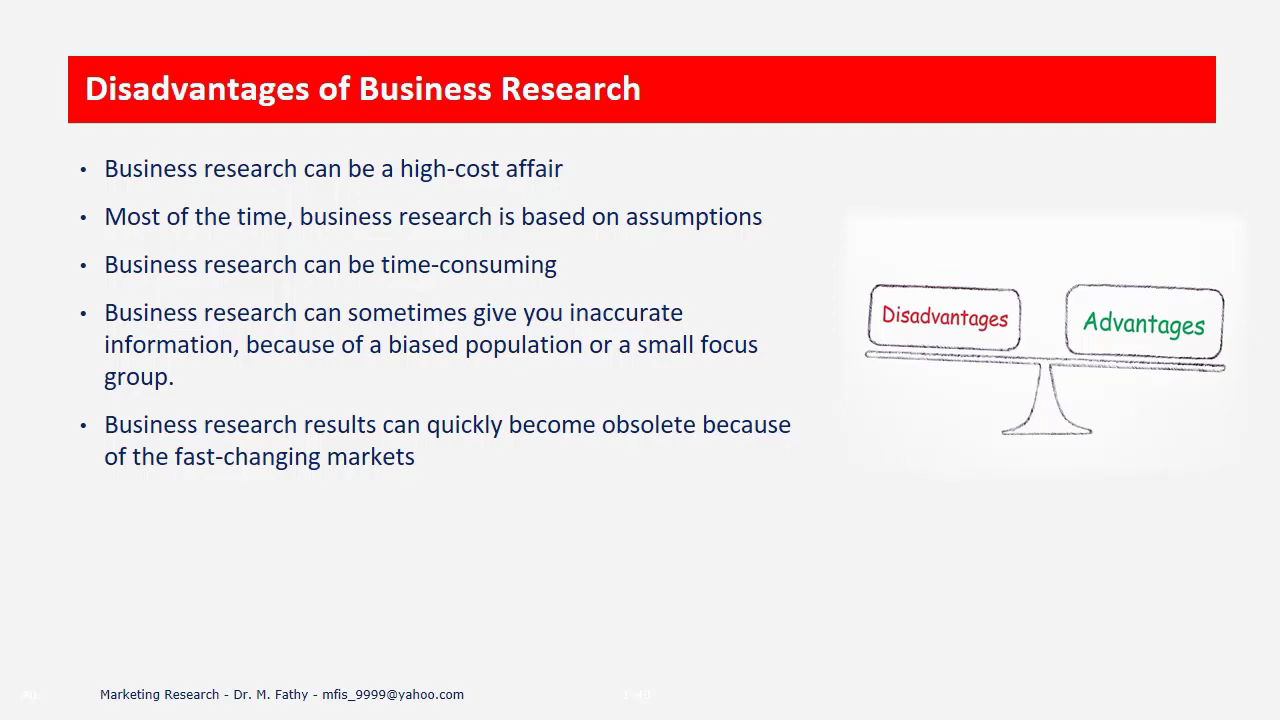 Disadvantages of Business Research
• Business research can be a high-cost affair
• Most of the time, business research is based on assumptions
• Business research can be time-consuming
• Business research can sometimes give you inaccurate
information, because of a biased population or a small focus
group.
• Business research results can quickly become obsolete because
of the fast-changing markets
Disadvantages
Advantages
Marketing Research - Dr. M. Fathy - mfis_9999@yahoo.com